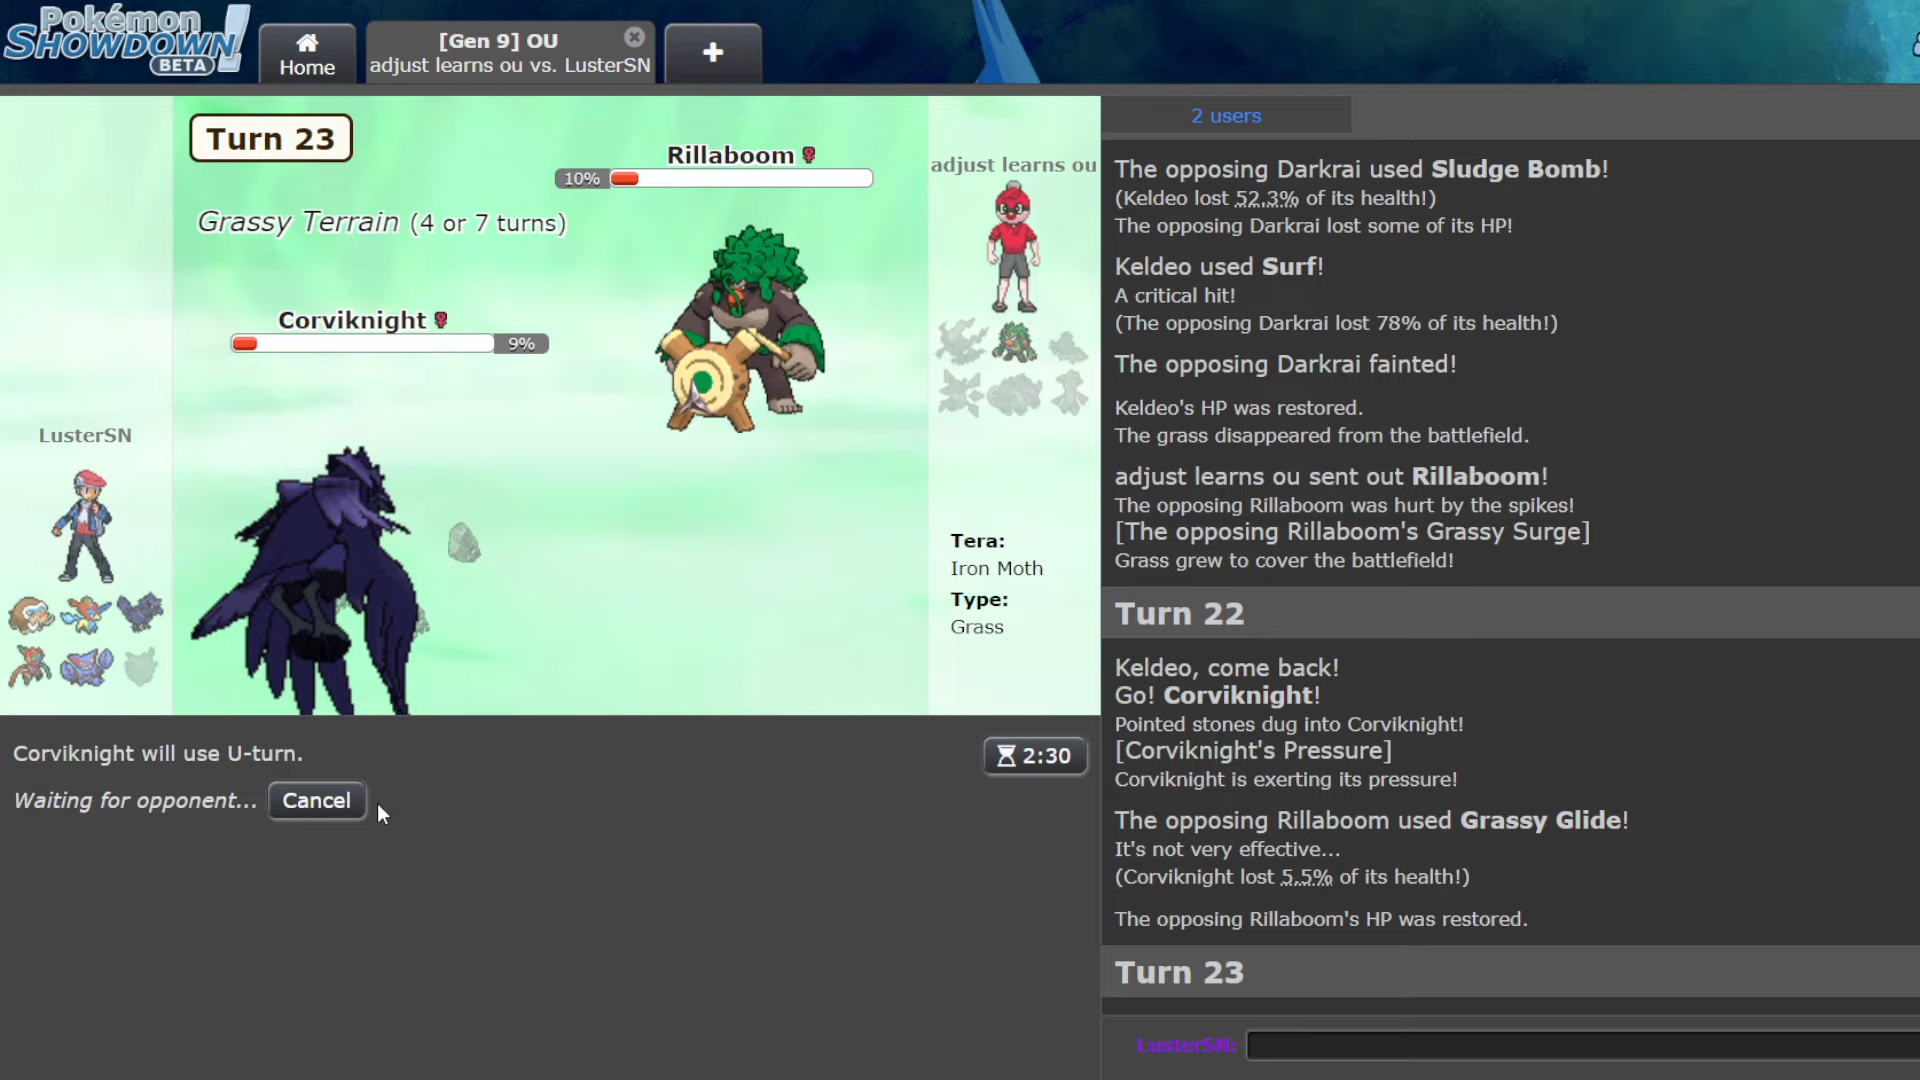 Pokémon
SHOWDOWN!
BETA
Home
[Gen 9] OU
adjust learns ou vs. LusterSN
Turn 23
Rillaboom
10%
Grassy Terrain (4 or 7 turns)
Corviknight
9%
LusterSN
adjust learns ou
Tera:
Iron Moth
Type:
Grass
Corviknight will use U-turn.
2:30
Waiting for opponent...
Cancel
2 users
The opposing Darkrai used Sludge Bomb!
(Keldeo lost 52.3% of its health!)
The opposing Darkrai lost some of its HP!
Keldeo used Surf!
A critical hit!
(The opposing Darkrai lost 78% of its health!)
The opposing Darkrai fainted!
Keldeo's HP was restored.
The grass disappeared from the battlefield.
adjust learns ou sent out Rillaboom!
The opposing Rillaboom was hurt by the spikes!
[The opposing Rillaboom's Grassy Surge]
Grass grew to cover the battlefield!
Turn 22
Keldeo, come back!
Go! Corviknight!
Pointed stones dug into Corviknight!
[Corviknight's Pressure]
Corviknight is exerting its pressure!
The opposing Rillaboom used Grassy Glide!
It's not very effective...
(Corviknight lost 5.5% of its health!)
The opposing Rillaboom's HP was restored.
Turn 23
LusterSN: